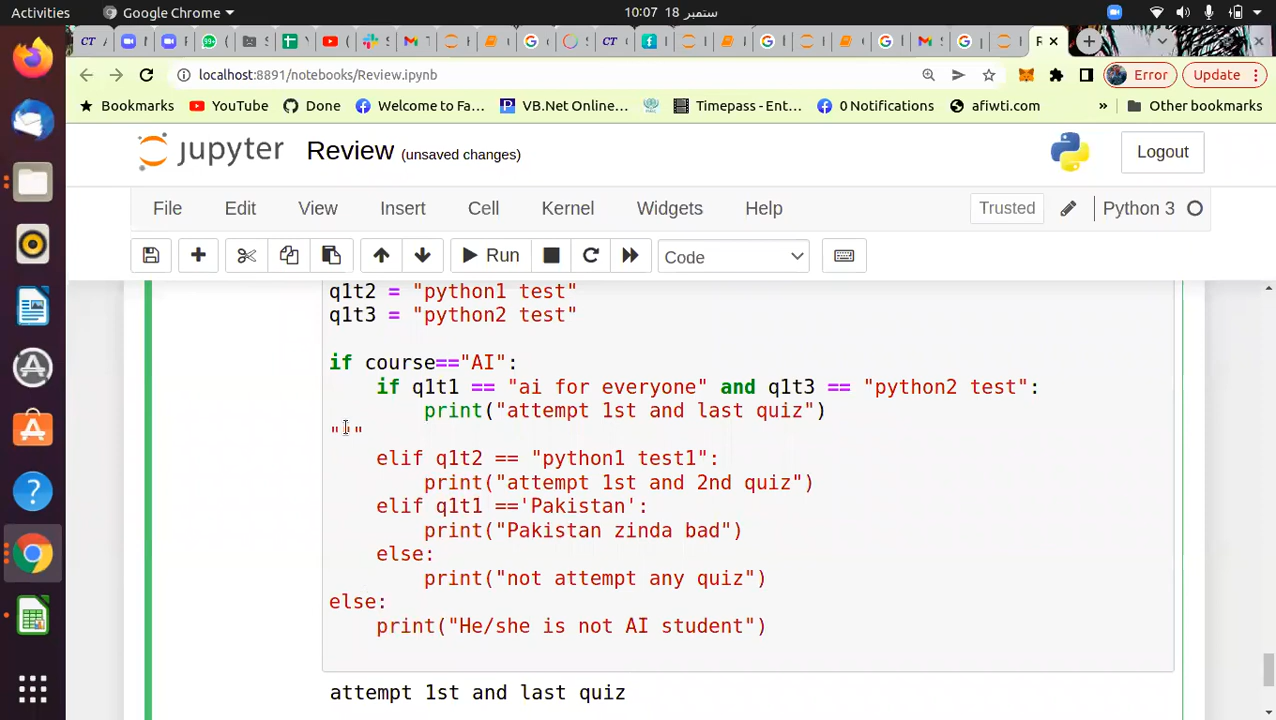 Activities
Google Chrome
10:07 18 ستمبر
localhost:8891/notebooks/Review.ipynb
Error
Update
Bookmarks
YouTube
Done
Welcome to Fa...
VB.Net Online...
Timepass - Ent...
0 Notifications
afiwti.com
»
Other bookmarks
jupyter
Review (unsaved changes)
Logout
File
Edit
View
Insert
Cell
Kernel
Widgets
Help
Trusted
Python 3
Run
Code
q1t2 = "python1 test"
q1t3 = "python2 test"
if course=="AI":
if q1t1 == "ai for everyone" and q1t3 == "python2 test":
print("attempt 1st and last quiz")
"""
elif q1t2 == "python1 test1":
print("attempt 1st and 2nd quiz")
elif q1t1 =='Pakistan':
print("Pakistan zinda bad")
else:
print("not attempt any quiz")
else:
print("He/she is not AI student")
attempt 1st and last quiz